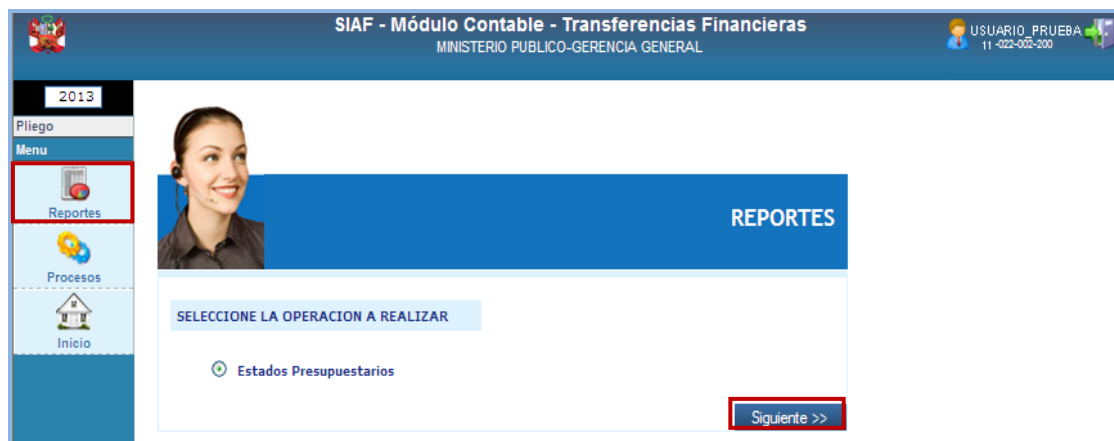 SIAF - Módulo Contable - Transferencias Financieras
MINISTERIO PUBLICO-GERENCIA GENERAL
USUARIO_PRUEBA
11 -022-002-200
2013
Pliego
Menu
Reportes
Procesos
Inicio
REPORTES
SELECCIONE LA OPERACION A REALIZAR
Estados Presupuestarios
Siguiente >>